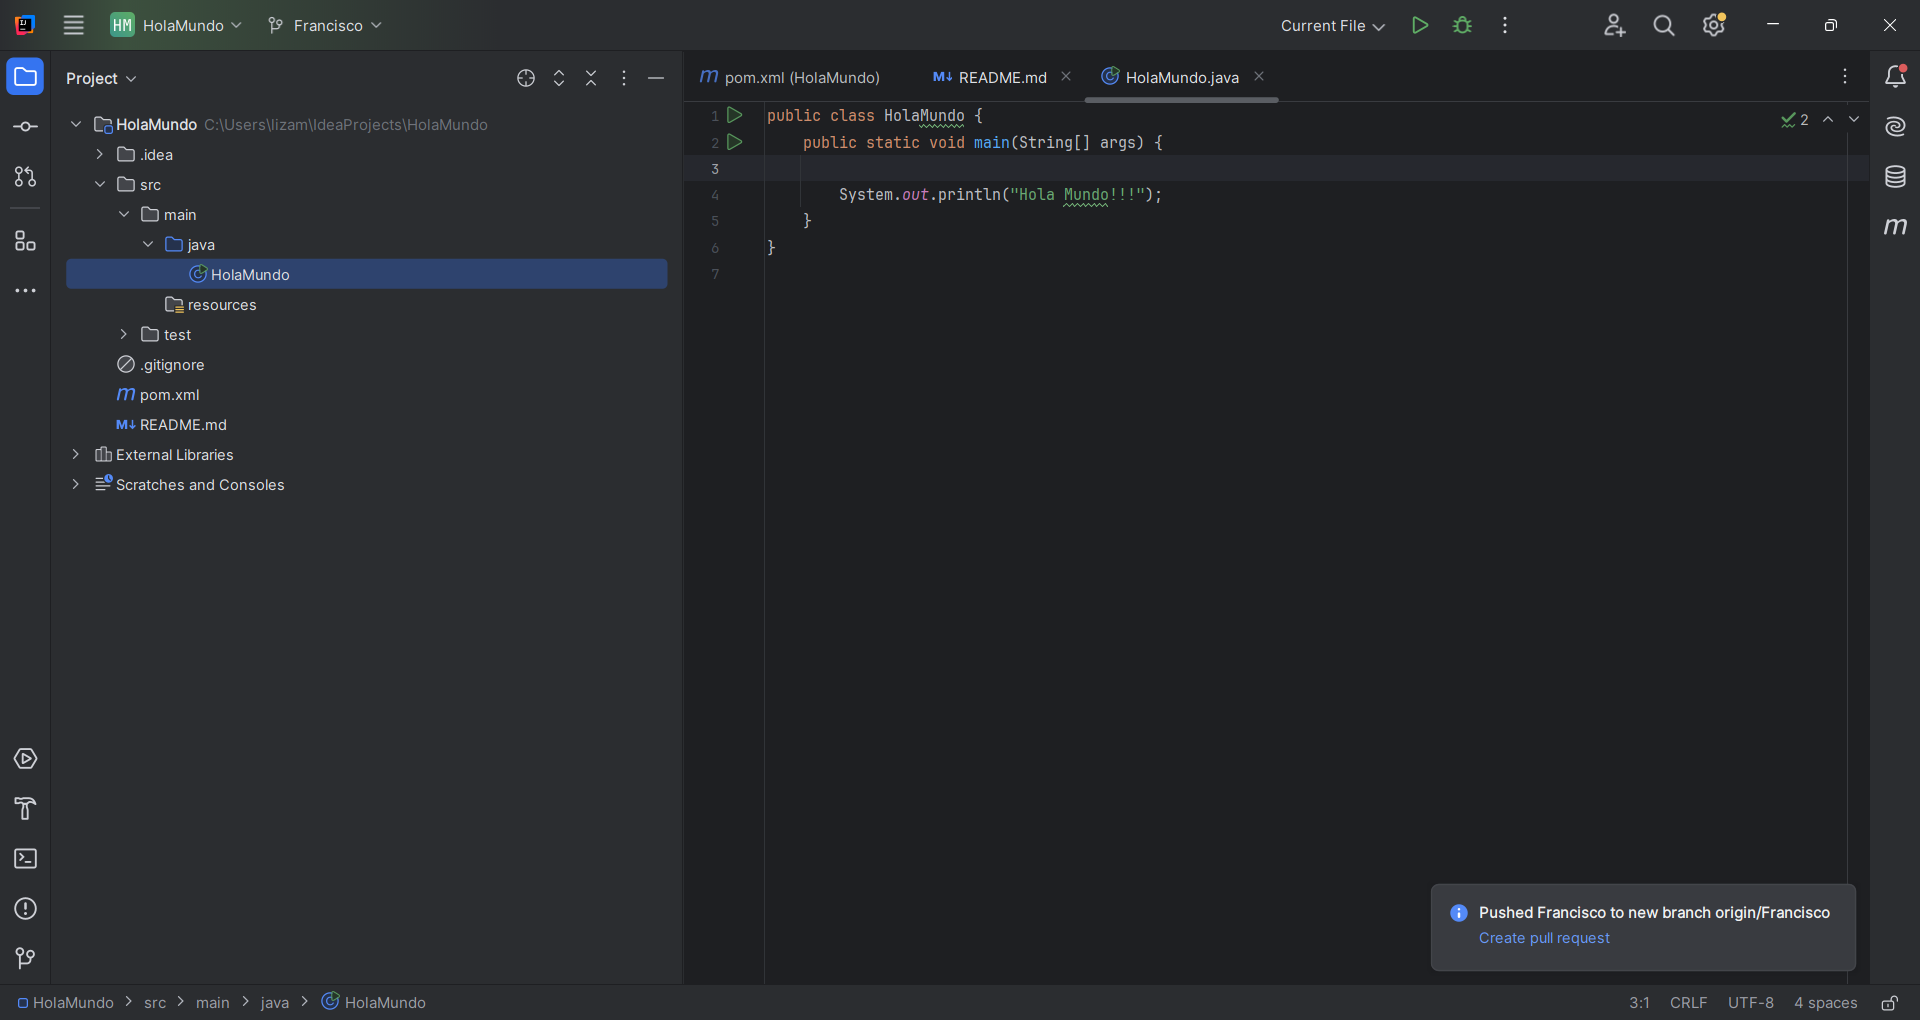 HM HolaMundo Francisco Current File
Project
pom.xml (HolaMundo) README.md HolaMundo.java
HolaMundo C:\Users\lizam\IdeaProjects\HolaMundo
.idea
src
main
java
HolaMundo
resources
test
.gitignore
pom.xml
README.md
External Libraries
Scratches and Consoles
1 public class HolaMundo {
2 public static void main(String[] args) {
3
4 System.out.println("Hola Mundo!!!");
5 }
6 }
7
2
Pushed Francisco to new branch origin/Francisco
Create pull request
HolaMundo > src > main > java > HolaMundo
3:1 CRLF UTF-8 4 spaces